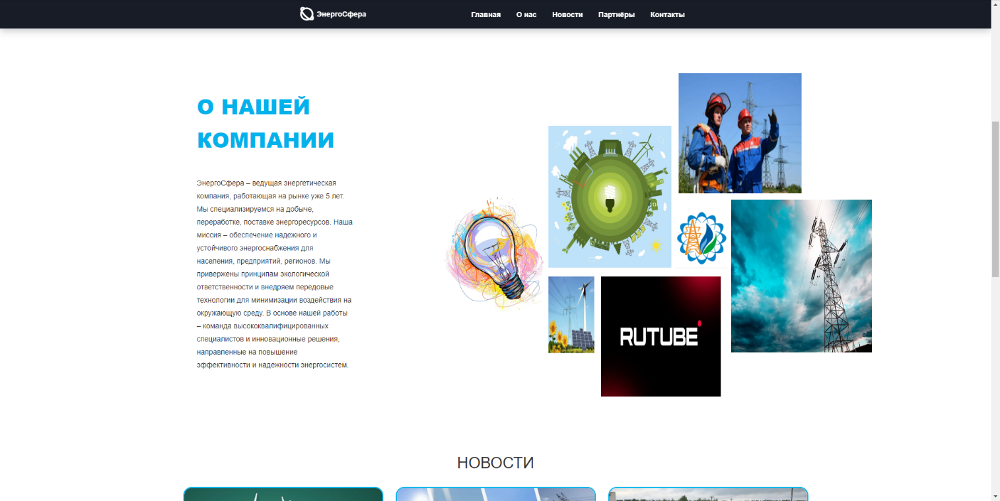 ЭнергоСфера
Главная О нас Новости Партнёры Контакты
О НАШЕЙ
КОМПАНИИ
ЭнергоСфера – ведущая энергетическая
компания, работающая на рынке уже 5 лет.
Мы специализируемся на добыче,
переработке, поставке энергоресурсов. Наша
миссия – обеспечение надежного и
устойчивого энергоснабжения для
населения, предприятий, регионов. Мы
привержены принципам экологической
ответственности и внедряем передовые
технологии для минимизации воздействия на
окружающую среду. В основе нашей работы
– команда высококвалифицированных
специалистов и инновационные решения,
направленные на повышение
эффективности и надежности энергосистем.
RUTUBE
НОВОСТИ